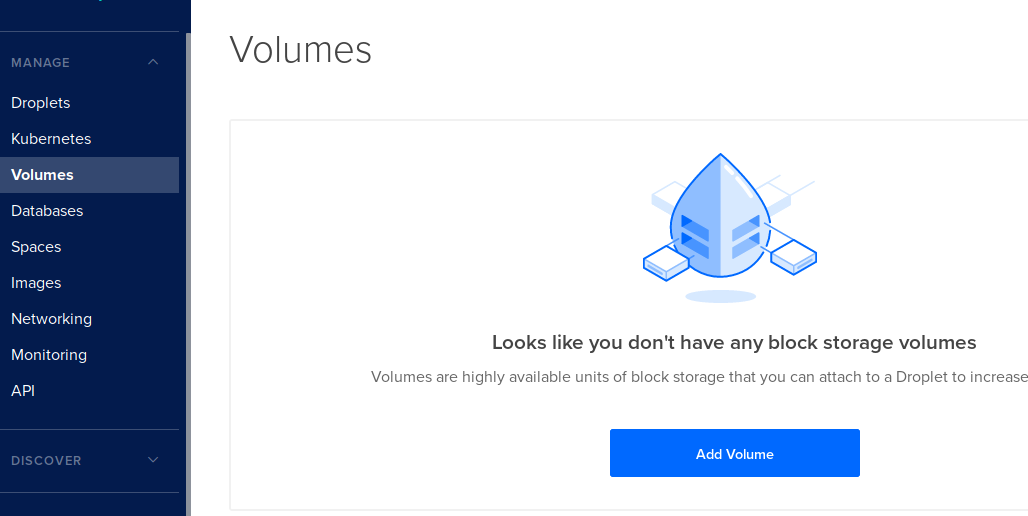 MANAGE
Droplets
Kubernetes
Volumes
Databases
Spaces
Images
Networking
Monitoring
API
DISCOVER
Volumes
Looks like you don't have any block storage volumes
Volumes are highly available units of block storage that you can attach to a Droplet to increase
Add Volume